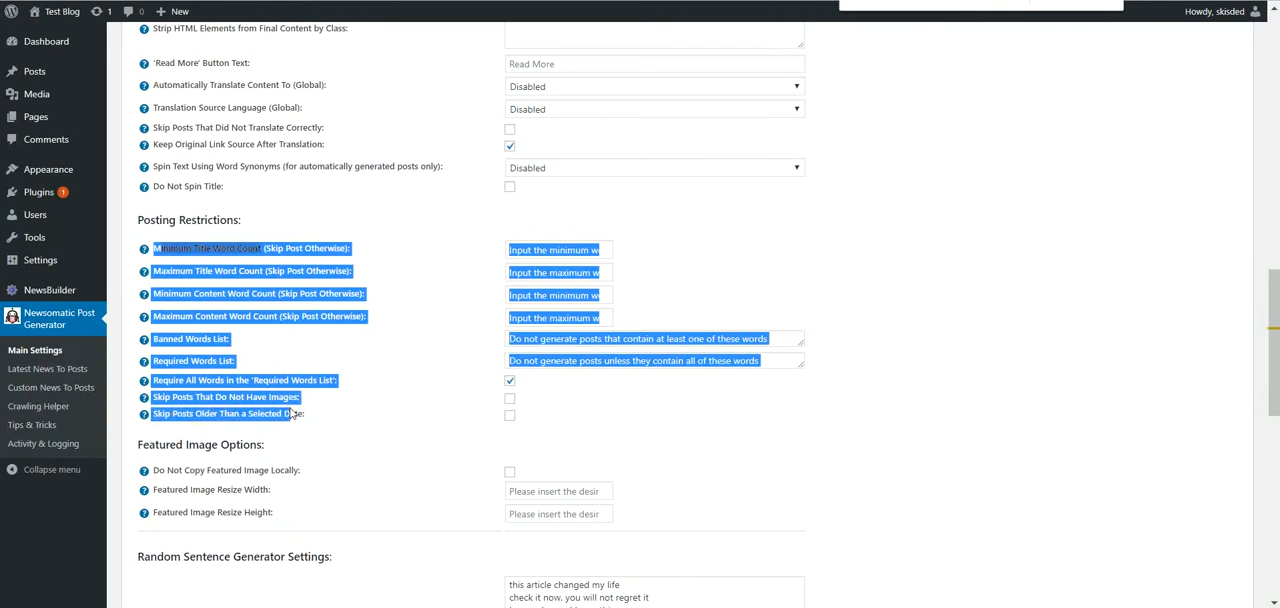 Test Blog 1 0 New Howdy, skisded
Dashboard
Posts
Media
Pages
Comments
Appearance
Plugins 1
Users
Tools
Settings
NewsBuilder
Newsomatic Post
Generator
Main Settings
Latest News To Posts
Custom News To Posts
Crawling Helper
Tips & Tricks
Activity & Logging
Collapse menu
Strip HTML Elements from Final Content by Class:
'Read More' Button Text: Read More
Automatically Translate Content To (Global): Disabled
Translation Source Language (Global): Disabled
Skip Posts That Did Not Translate Correctly:
Keep Original Link Source After Translation:
Spin Text Using Word Synonyms (for automatically generated posts only): Disabled
Do Not Spin Title:
Posting Restrictions:
Minimum Title Word Count (Skip Post Otherwise): Input the minimum w
Maximum Title Word Count (Skip Post Otherwise): Input the maximum w
Minimum Content Word Count (Skip Post Otherwise): Input the minimum w
Maximum Content Word Count (Skip Post Otherwise): Input the maximum w
Banned Words List: Do not generate posts that contain at least one of these words
Required Words List: Do not generate posts unless they contain all of these words
Require All Words in the 'Required Words List':
Skip Posts That Do Not Have Images:
Skip Posts Older Than a Selected Date:
Featured Image Options:
Do Not Copy Featured Image Locally:
Featured Image Resize Width: Please insert the desir
Featured Image Resize Height: Please insert the desir
Random Sentence Generator Settings:
this article changed my life
check it now, you will not regret it